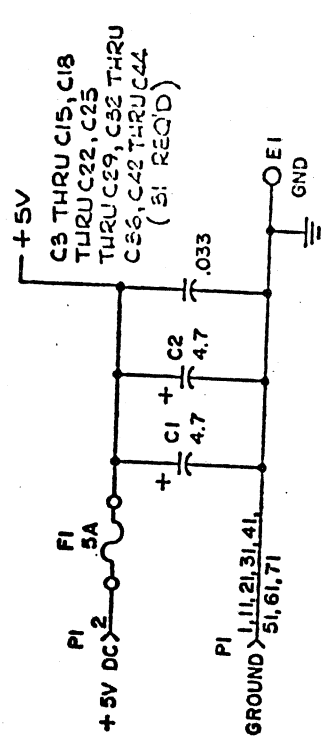 +5V
C3 THRU C15, C18
THRU C22, C25
THRU C29, C32 THRU
C36, C42 THRU C44
(31 REQ'D)
P1
F1
5A
+5V DC
2
+
C1
4.7
+
C2
4.7
.033
P1
GROUND
1,11,21,31,41,
51,61,71
E1
GND